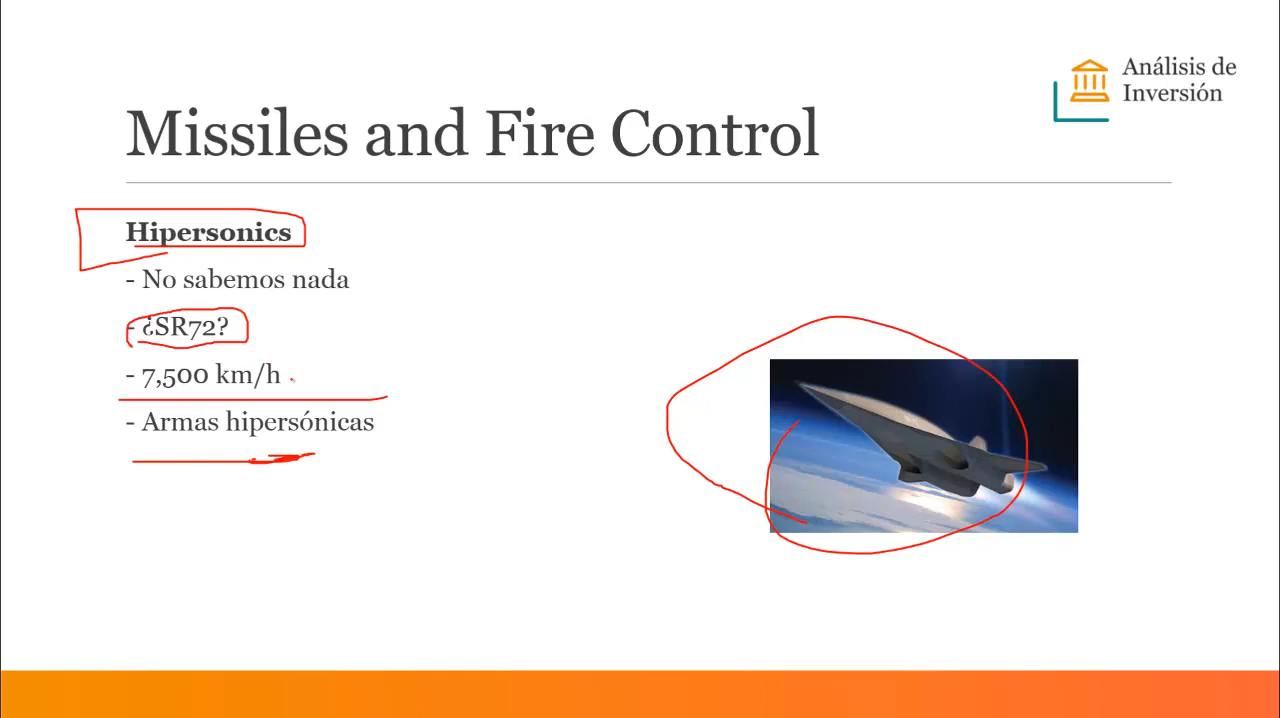 Análisis de
Inversión
Missiles and Fire Control
Hipersonics
- No sabemos nada
- ¿SR72?
- 7,500 km/h
- Armas hipersónicas